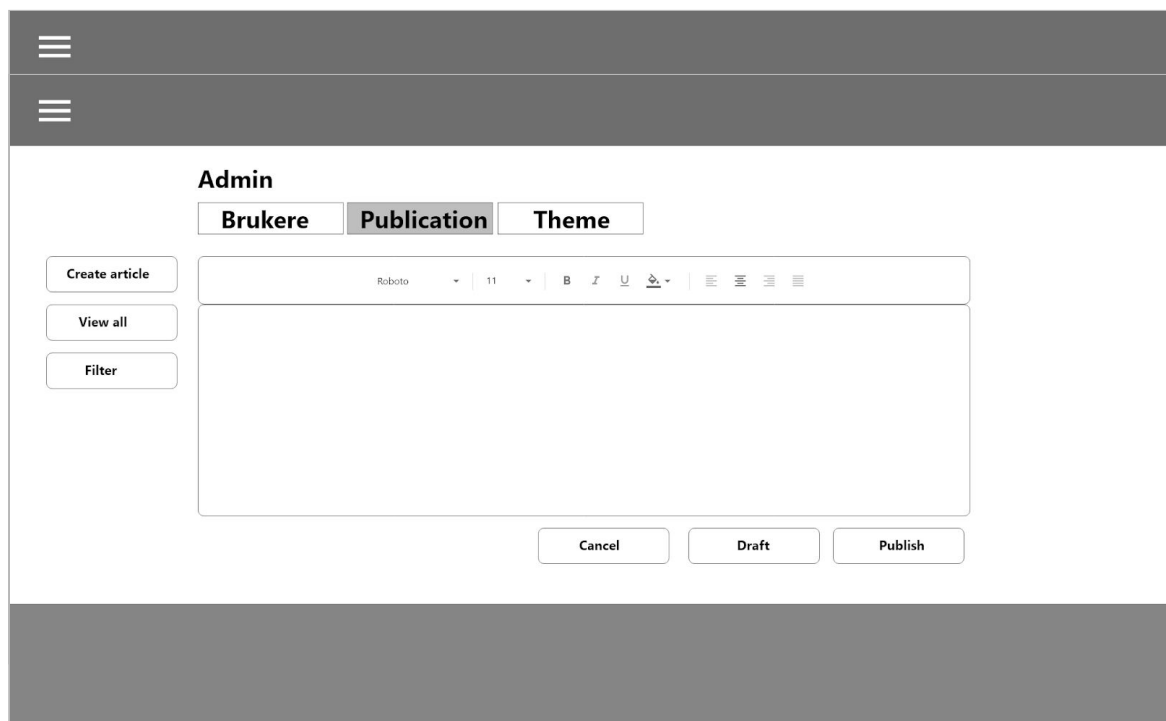 Admin
Brukere Publication Theme
Create article
Roboto 11 B I U
View all
Filter
Cancel Draft Publish